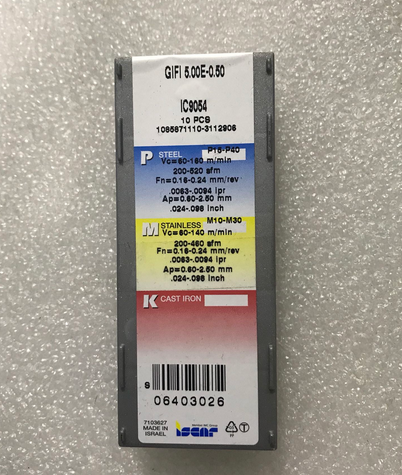 GIFI 5.00E-0.50
IC9054
10 PCS
1085871110-3112906
P STEEL P15-P40
Vc=60-160 m/min
200-520 sfm
Fn=0.16-0.24 mm/rev
.0063-.0094 ipr
Ap=0.60-2.50 mm
.024-.098 inch
M STAINLESS M10-M30
Vc=60-140 m/min
200-460 sfm
Fn=0.16-0.24 mm/rev
.0063-.0094 ipr
Ap=0.60-2.50 mm
.024-.098 inch
K CAST IRON
S
06403026
7103627
MADE IN
ISRAEL
Member IMC Group
iscar
PP